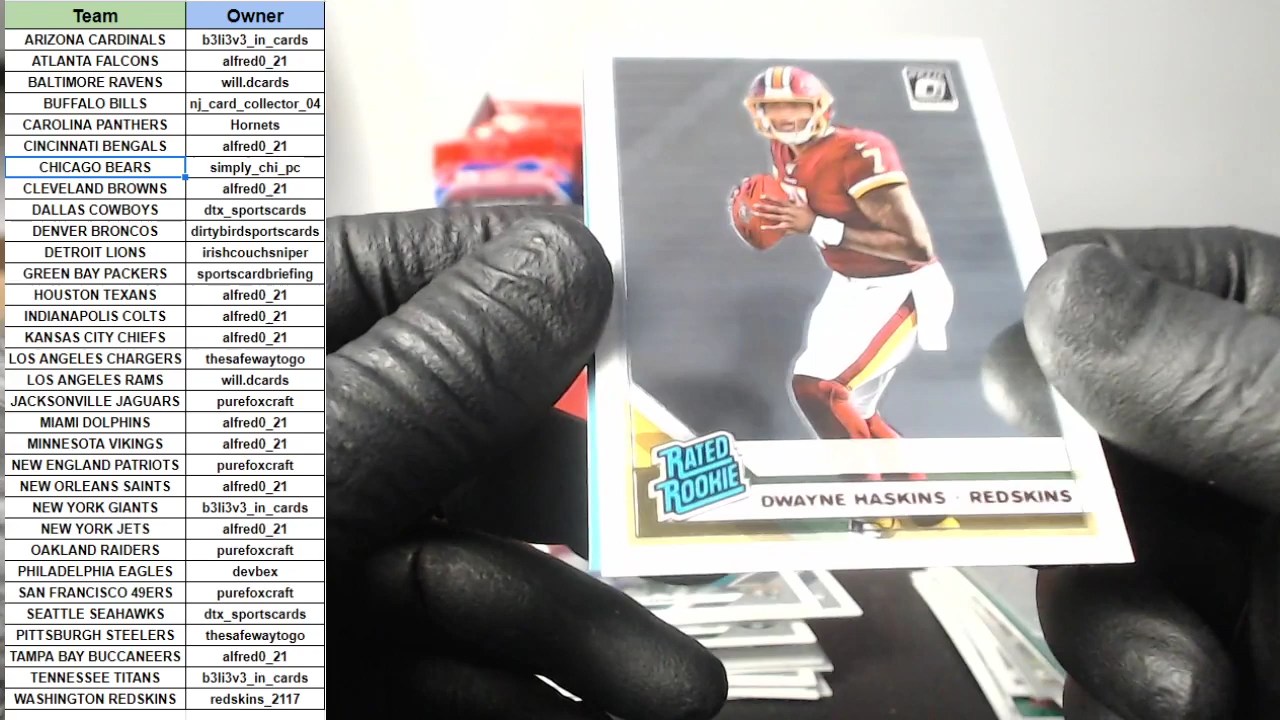 Team Owner
ARIZONA CARDINALS b3li3v3_in_cards
ATLANTA FALCONS alfred0_21
BALTIMORE RAVENS will.dcards
BUFFALO BILLS nj_card_collector_04
CAROLINA PANTHERS Hornets
CINCINNATI BENGALS alfred0_21
CHICAGO BEARS simply_chi_pc
CLEVELAND BROWNS alfred0_21
DALLAS COWBOYS dtx_sportscards
DENVER BRONCOS dirtybirdsportscards
DETROIT LIONS irishcouchsniper
GREEN BAY PACKERS sportscardbriefing
HOUSTON TEXANS alfred0_21
INDIANAPOLIS COLTS alfred0_21
KANSAS CITY CHIEFS alfred0_21
LOS ANGELES CHARGERS thesafewaytogo
LOS ANGELES RAMS will.dcards
JACKSONVILLE JAGUARS purefoxcraft
MIAMI DOLPHINS alfred0_21
MINNESOTA VIKINGS alfred0_21
NEW ENGLAND PATRIOTS purefoxcraft
NEW ORLEANS SAINTS alfred0_21
NEW YORK GIANTS b3li3v3_in_cards
NEW YORK JETS alfred0_21
OAKLAND RAIDERS purefoxcraft
PHILADELPHIA EAGLES devbex
SAN FRANCISCO 49ERS purefoxcraft
SEATTLE SEAHAWKS dtx_sportscards
PITTSBURGH STEELERS thesafewaytogo
TAMPA BAY BUCCANEERS alfred0_21
TENNESSEE TITANS b3li3v3_in_cards
WASHINGTON REDSKINS redskins_2117
7
RATED
ROOKIE
DWAYNE HASKINS · REDSKINS